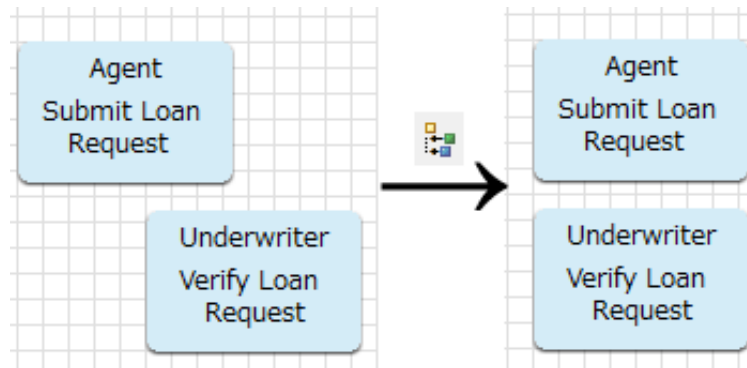 Agent
Submit Loan
Request
Underwriter
Verify Loan
Request
Agent
Submit Loan
Request
Underwriter
Verify Loan
Request